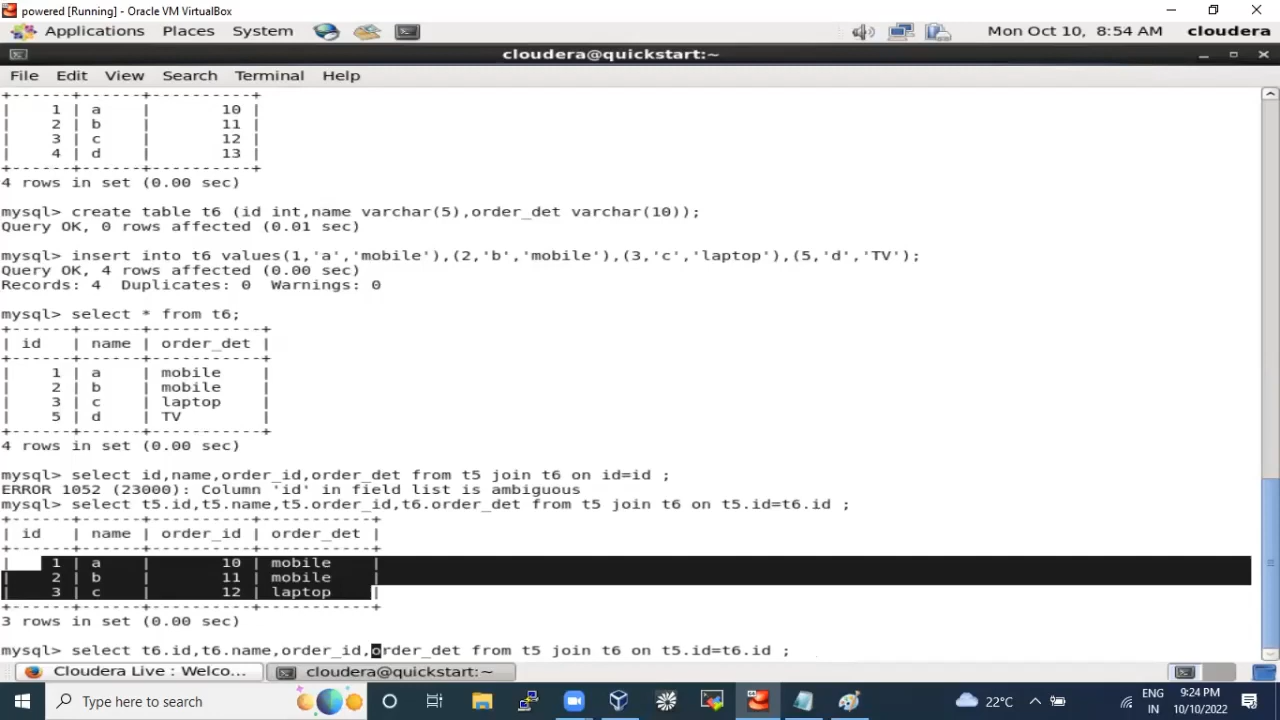 powered [Running] - Oracle VM VirtualBox
Applications Places System Mon Oct 10, 8:54 AM cloudera
cloudera@quickstart:~
File Edit View Search Terminal Help
+------+------+----------+
| 1 | a | 10 |
| 2 | b | 11 |
| 3 | c | 12 |
| 4 | d | 13 |
+------+------+----------+
4 rows in set (0.00 sec)
mysql> create table t6 (id int,name varchar(5),order_det varchar(10));
Query OK, 0 rows affected (0.01 sec)
mysql> insert into t6 values(1,'a','mobile'),(2,'b','mobile'),(3,'c','laptop'),(5,'d','TV');
Query OK, 4 rows affected (0.00 sec)
Records: 4 Duplicates: 0 Warnings: 0
mysql> select * from t6;
+------+------+-----------+
| id | name | order_det |
+------+------+-----------+
| 1 | a | mobile |
| 2 | b | mobile |
| 3 | c | laptop |
| 5 | d | TV |
+------+------+-----------+
4 rows in set (0.00 sec)
mysql> select id,name,order_id,order_det from t5 join t6 on id=id ;
ERROR 1052 (23000): Column 'id' in field list is ambiguous
mysql> select t5.id,t5.name,t5.order_id,t6.order_det from t5 join t6 on t5.id=t6.id ;
+------+------+----------+-----------+
| id | name | order_id | order_det |
+------+------+----------+-----------+
| 1 | a | 10 | mobile |
| 2 | b | 11 | mobile |
| 3 | c | 12 | laptop |
+------+------+----------+-----------+
3 rows in set (0.00 sec)
mysql> select t6.id,t6.name,order_id,order_det from t5 join t6 on t5.id=t6.id ;
Cloudera Live : Welco... cloudera@quickstart:~
Type here to search 22°C ENG 9:24 PM
IN 10/10/2022